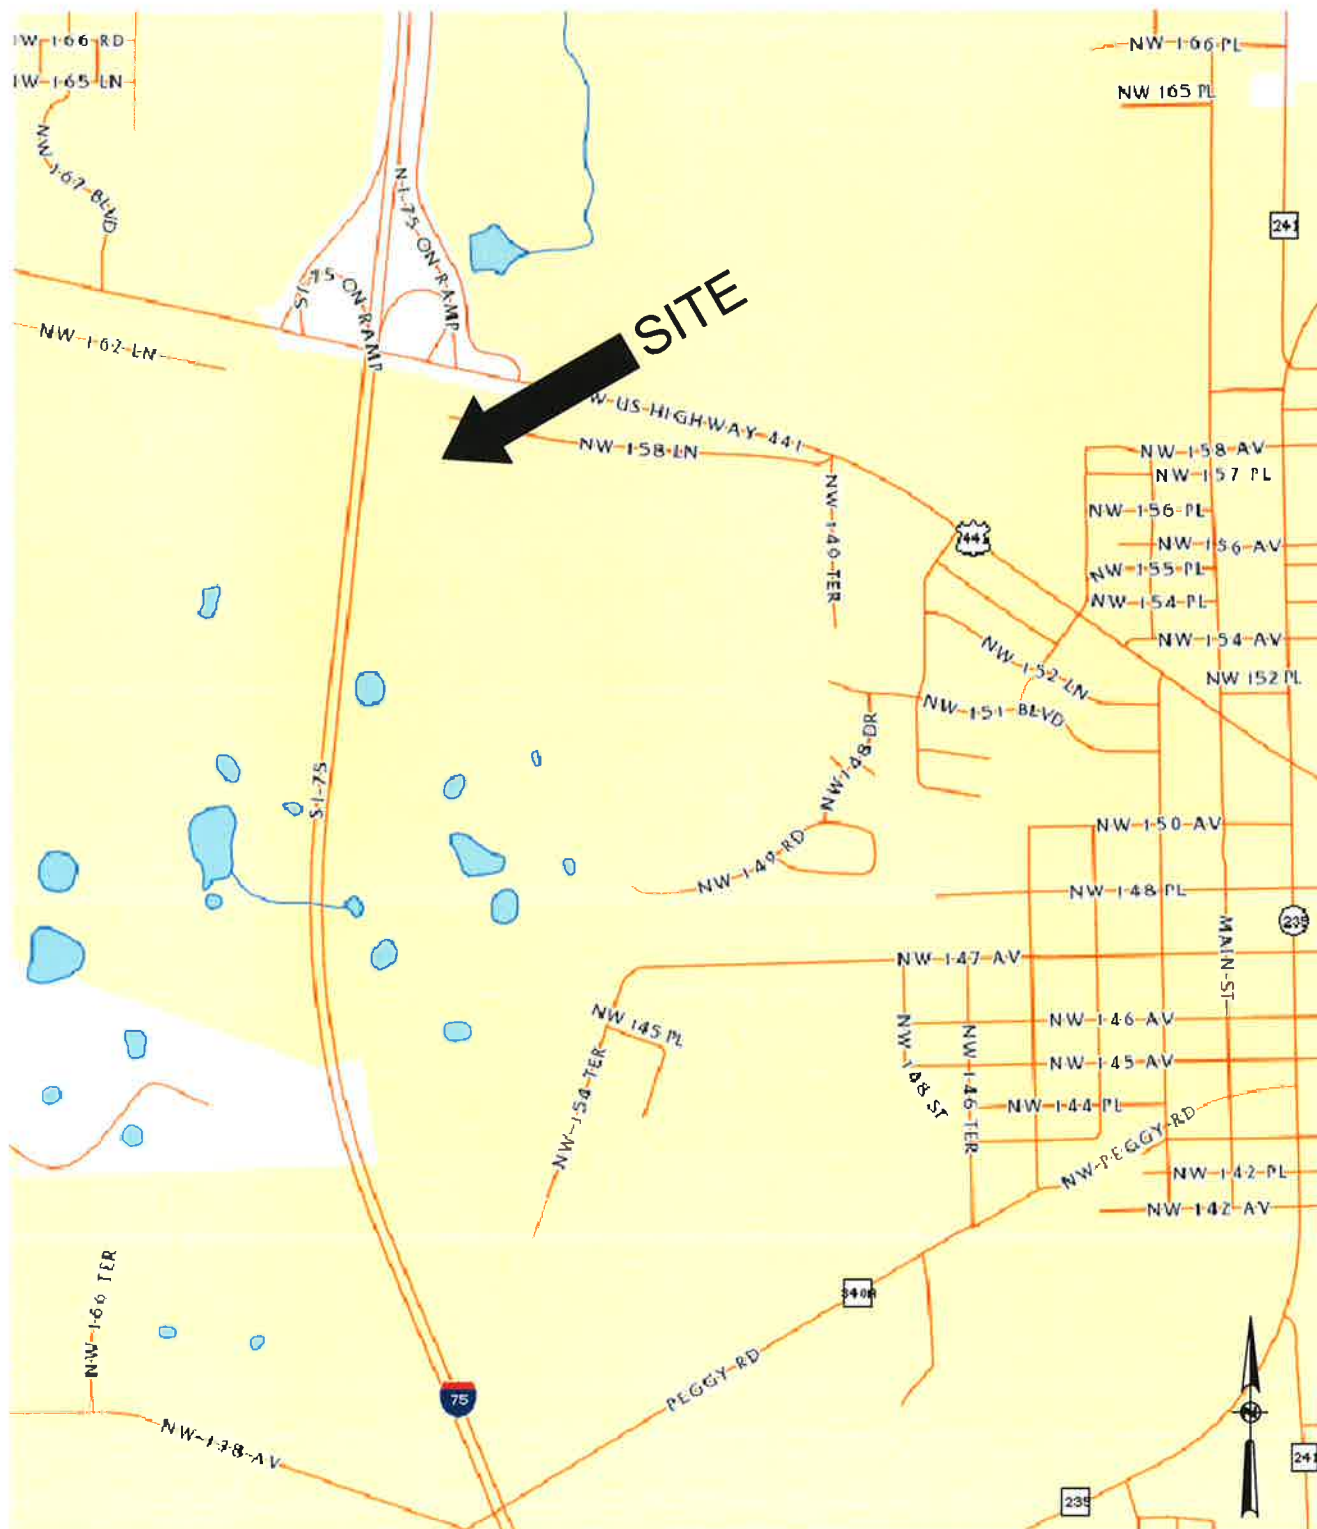 NW 166 PL
W 166 RD
W 165 LN
NW 165 PL
NW 167 BLVD
N I-75 ON RAMP
241
S I-75 ON RAMP
SITE
NW 162 LN
W US HIGHWAY 441
NW 158 LN
NW 158 AV
NW 157 PL
NW 149 TER
NW 156 PL
441
NW 156 AV
NW 155 PL
NW 154 PL
NW 154 AV
NW 152 LN
NW 152 PL
NW 151 BLVD
NW 148 DR
S I-75
NW 150 AV
NW 149 RD
NW 148 PL
235
MAIN ST
NW 147 AV
NW 145 PL
NW 146 AV
NW 148 ST
NW 146 TER
NW 145 AV
NW 154 TER
NW 144 PL
NW PEGGY RD
NW 142 PL
NW 142 AV
NW 166 TER
PEGGY RD
75
N
NW 138 AV
241
235